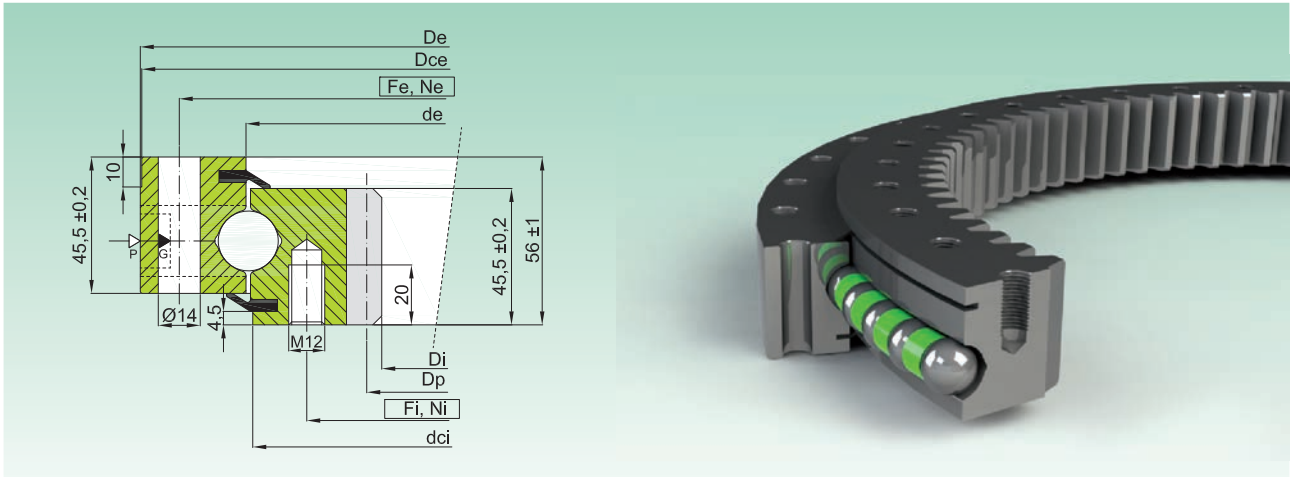 De
Dce
Fe, Ne
de
10
45,5 ±0,2
P
G
Ø14
4,5
M12
20
45,5 ±0,2
56 ±1
Di
Dp
Fi, Ni
dci